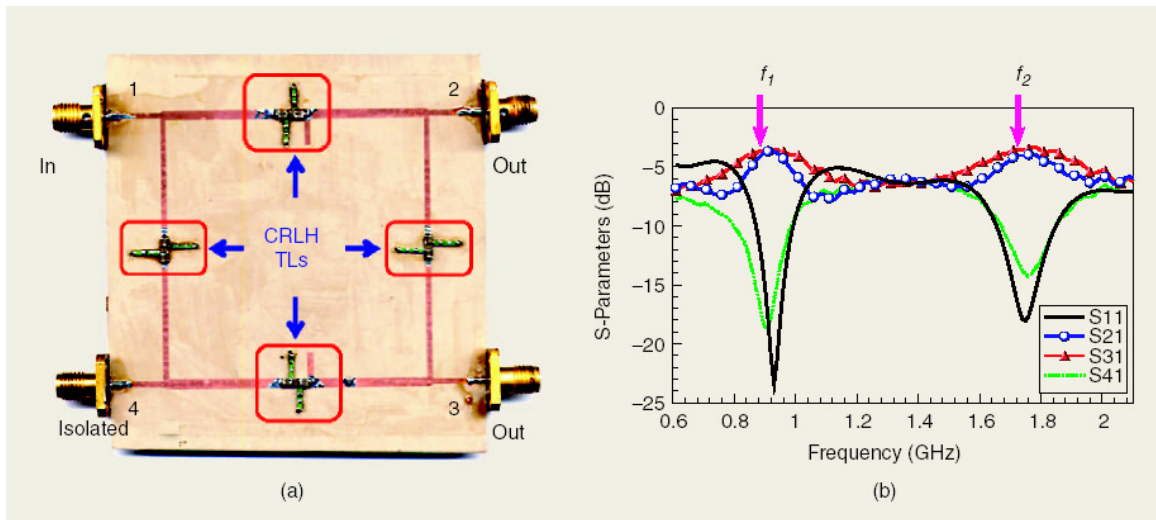 1
2
In
Out
CRLH
TLs
4
3
Isolated
Out
(a)
f1
f2
S-Parameters (dB)
0
−5
−10
−15
−20
−25
0.6
0.8
1
1.2
1.4
1.6
1.8
2
S11
S21
S31
S41
Frequency (GHz)
(b)